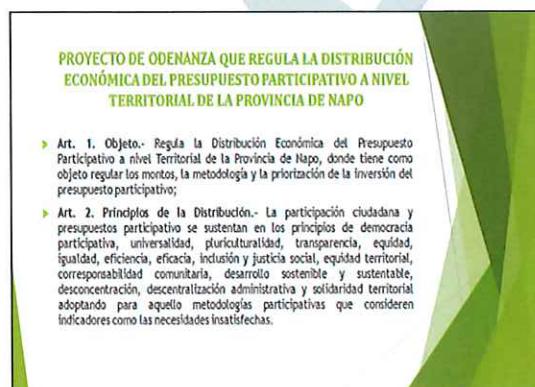 PROYECTO DE ODENANZA QUE REGULA LA DISTRIBUCIÓN
ECONÓMICA DEL PRESUPUESTO PARTICIPATIVO A NIVEL
TERRITORIAL DE LA PROVINCIA DE NAPO
Art. 1. Objeto.- Regula la Distribución Económica del Presupuesto
Participativo a nivel Territorial de la Provincia de Napo, donde tiene como
objeto regular los montos, la metodología y la priorización de la inversión del
presupuesto participativo;
Art. 2. Principios de la Distribución.- La participación ciudadana y
presupuestos participativo se sustentan en los principios de democracia
participativa, universalidad, pluriculturalidad, transparencia, equidad,
igualdad, eficiencia, eficacia, inclusión y justicia social, equidad territorial,
corresponsabilidad comunitaria, desarrollo sostenible y sustentable,
desconcentración, descentralización administrativa y solidaridad territorial
adoptando para aquello metodologías participativas que consideren
indicadores como las necesidades insatisfechas.